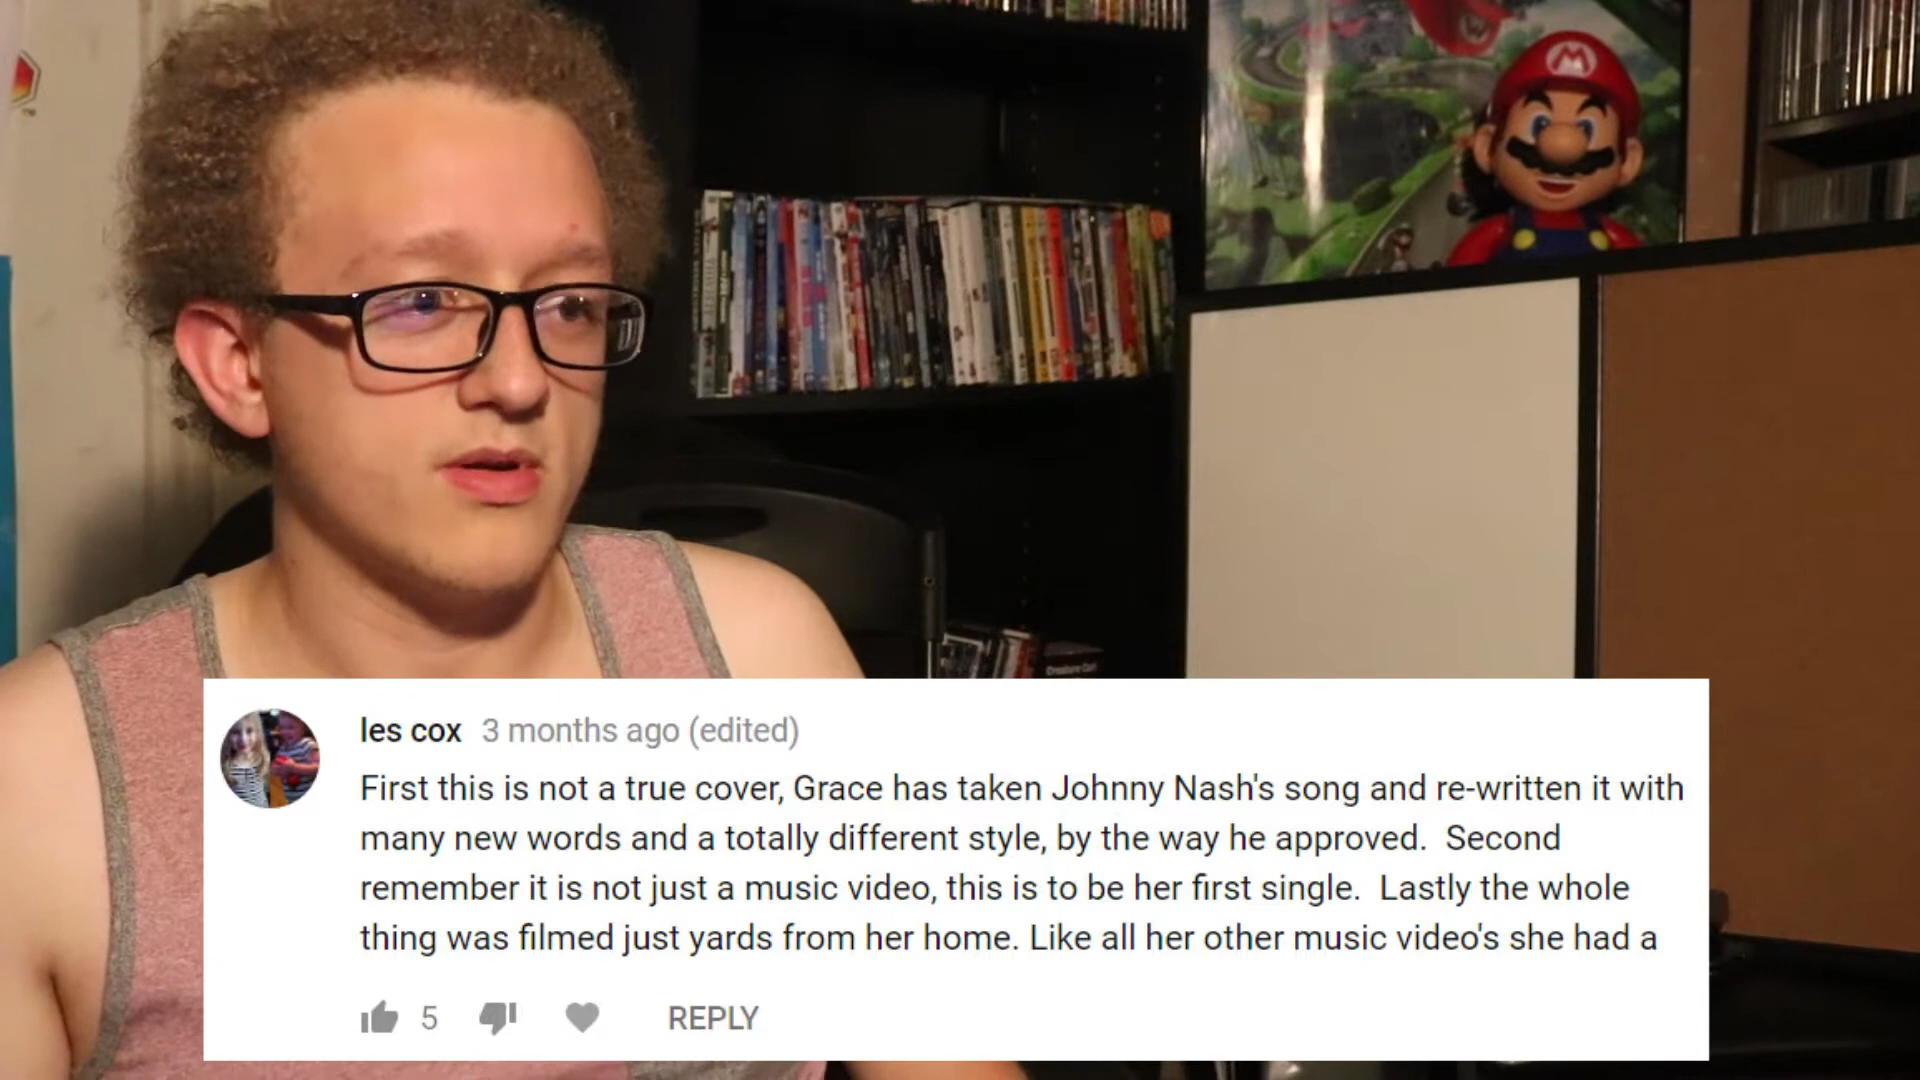 les cox 3 months ago (edited)
First this is not a true cover, Grace has taken Johnny Nash's song and re-written it with
many new words and a totally different style, by the way he approved.  Second
remember it is not just a music video, this is to be her first single.  Lastly the whole
thing was filmed just yards from her home. Like all her other music video's she had a
5 REPLY